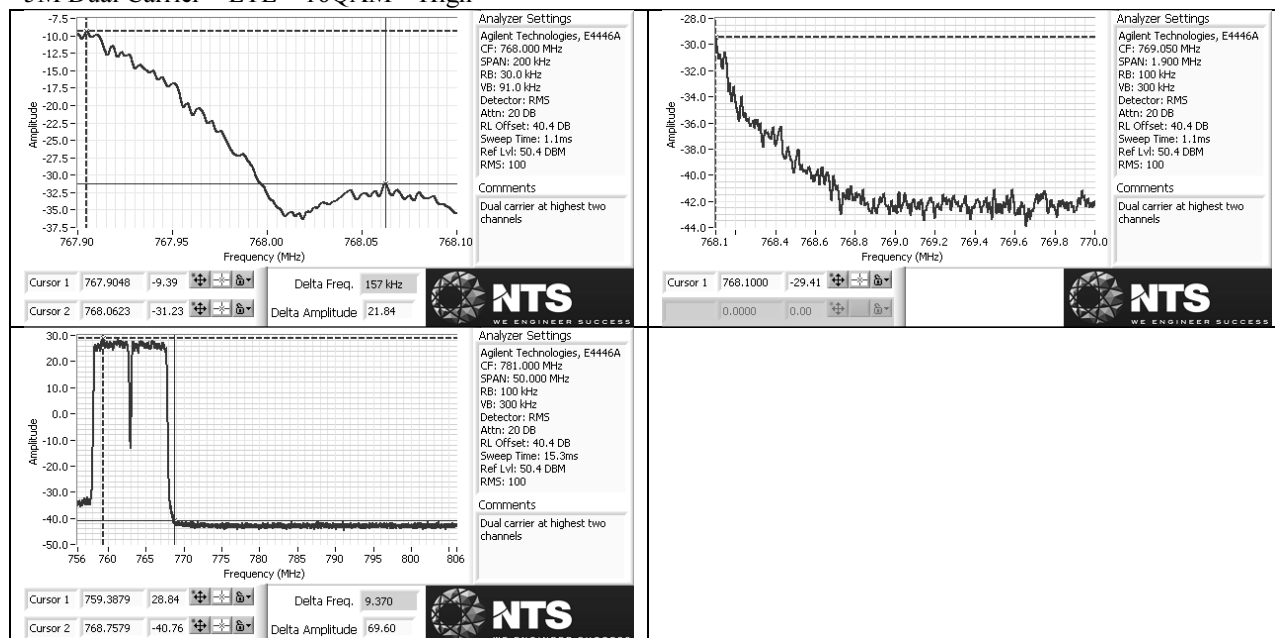 5M Dual Carrier – LTE – 16QAM – High
-7.5
-10.0
-12.5
-15.0
-17.5
-20.0
-22.5
-25.0
-27.5
-30.0
-32.5
-35.0
-37.5
Amplitude
767.90
767.95
768.00
768.05
768.10
Frequency (MHz)
Analyzer Settings
Agilent Technologies, E4446A
CF: 768.000 MHz
SPAN: 200 kHz
RB: 30.0 kHz
VB: 91.0 kHz
Detector: RMS
Attn: 20 DB
RL Offset: 40.4 DB
Sweep Time: 1.1ms
Ref Lvl: 50.4 DBM
RMS: 100
Comments
Dual carrier at highest two
channels
Cursor 1 767.9048 -9.39
Delta Freq. 157 kHz
Cursor 2 768.0623 -31.23
Delta Amplitude 21.84
NTS
WE ENGINEER SUCCESS
-28.0
-30.0
-32.0
-34.0
-36.0
-38.0
-40.0
-42.0
-44.0
Amplitude
768.1
768.4
768.6
768.8
769.0
769.2
769.4
769.6
769.8
770.0
Frequency (MHz)
Analyzer Settings
Agilent Technologies, E4446A
CF: 769.050 MHz
SPAN: 1.900 MHz
RB: 100 kHz
VB: 300 kHz
Detector: RMS
Attn: 20 DB
RL Offset: 40.4 DB
Sweep Time: 1.1ms
Ref Lvl: 50.4 DBM
RMS: 100
Comments
Dual carrier at highest two
channels
Cursor 1 768.1000 -29.41
0.0000 0.00
NTS
WE ENGINEER SUCCESS
30.0
20.0
10.0
0.0
-10.0
-20.0
-30.0
-40.0
-50.0
Amplitude
756
760
765
770
775
780
785
790
795
800
806
Frequency (MHz)
Analyzer Settings
Agilent Technologies, E4446A
CF: 781.000 MHz
SPAN: 50.000 MHz
RB: 100 kHz
VB: 300 kHz
Detector: RMS
Attn: 20 DB
RL Offset: 40.4 DB
Sweep Time: 15.3ms
Ref Lvl: 50.4 DBM
RMS: 100
Comments
Dual carrier at highest two
channels
Cursor 1 759.3879 28.84
Delta Freq. 9.370
Cursor 2 768.7579 -40.76
Delta Amplitude 69.60
NTS
WE ENGINEER SUCCESS